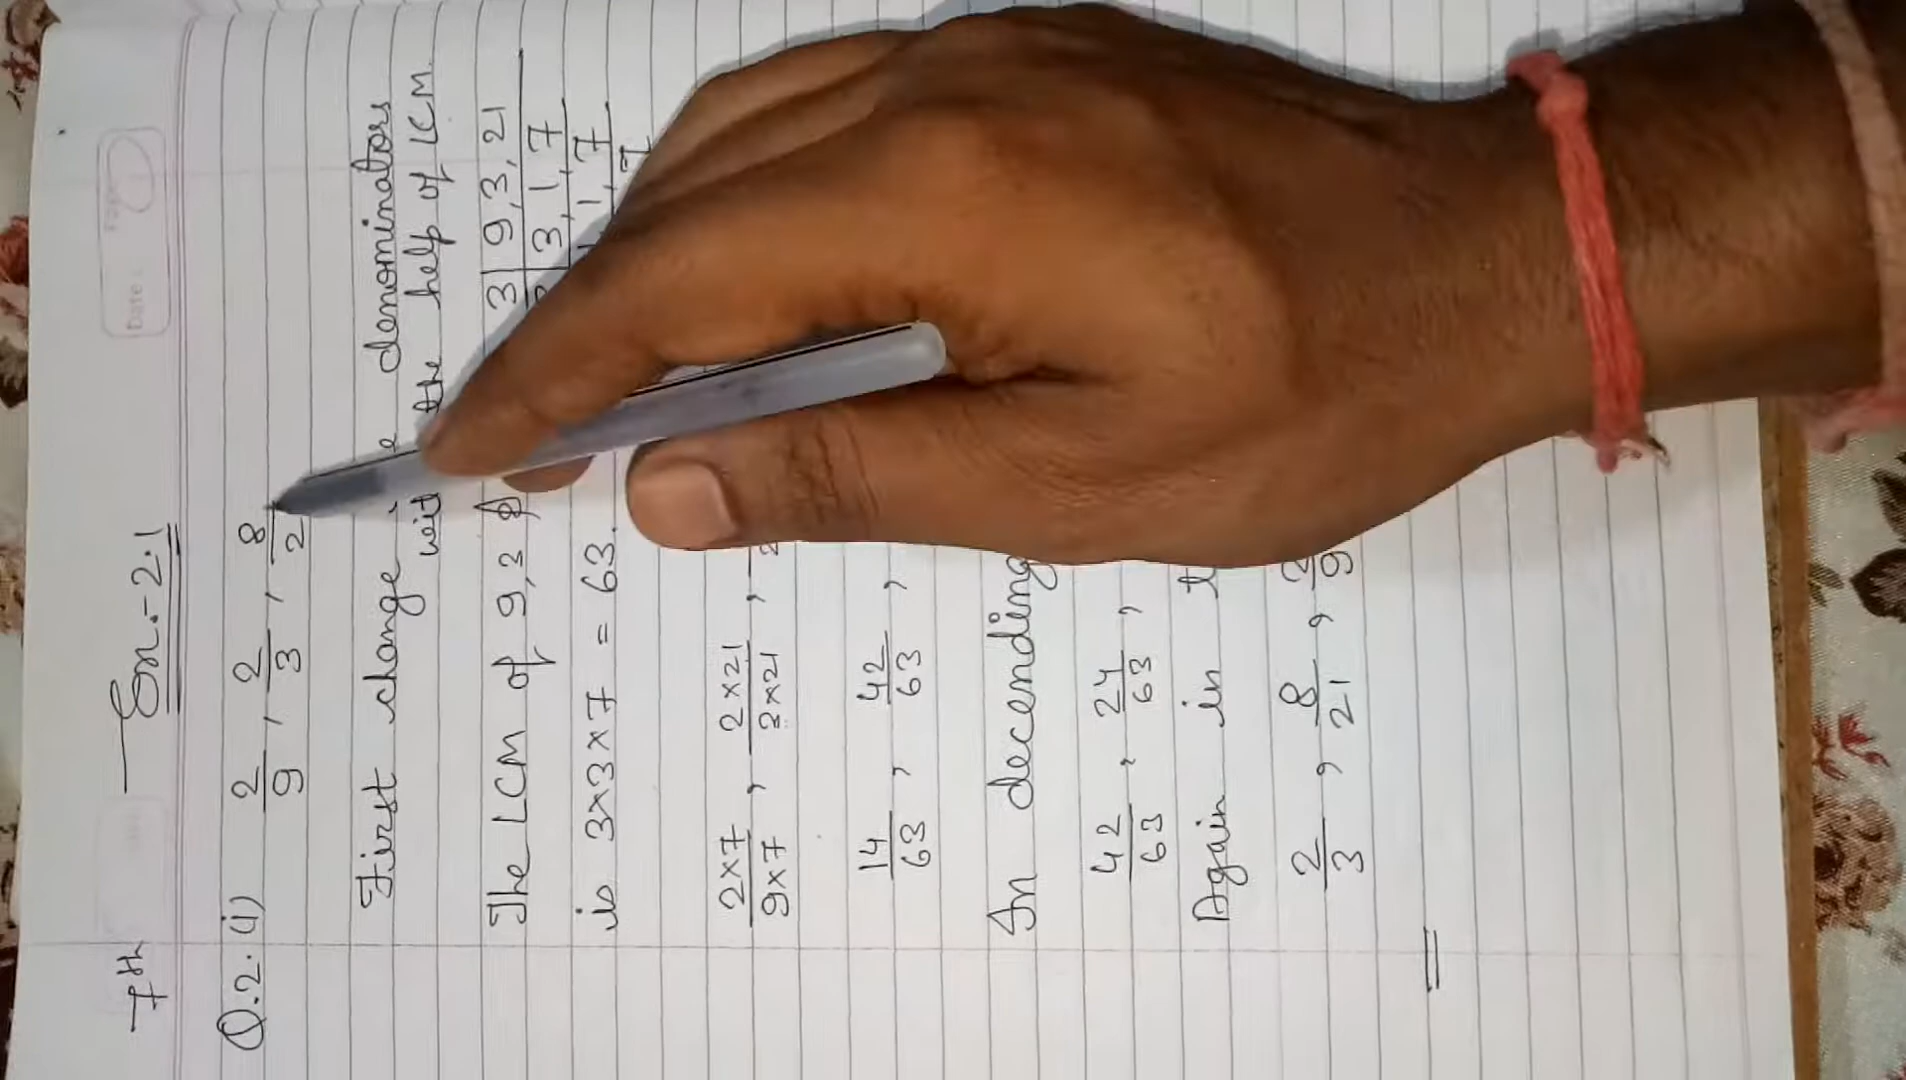 Date: Page
7th Ex.-2.1
Q.2.(i) 2/9, 2/3, 8/2
First change denominators
the help of LCM.
The LCM of 9,3 3|9,3,21
3,1,7
is 3×3×7 = 63. 1,7
2×7/9×7, 2×21/3×21,
14/63, 42/63,
In decending
42/63, 24/63,
Again in
2/3, 8/21, 2/9